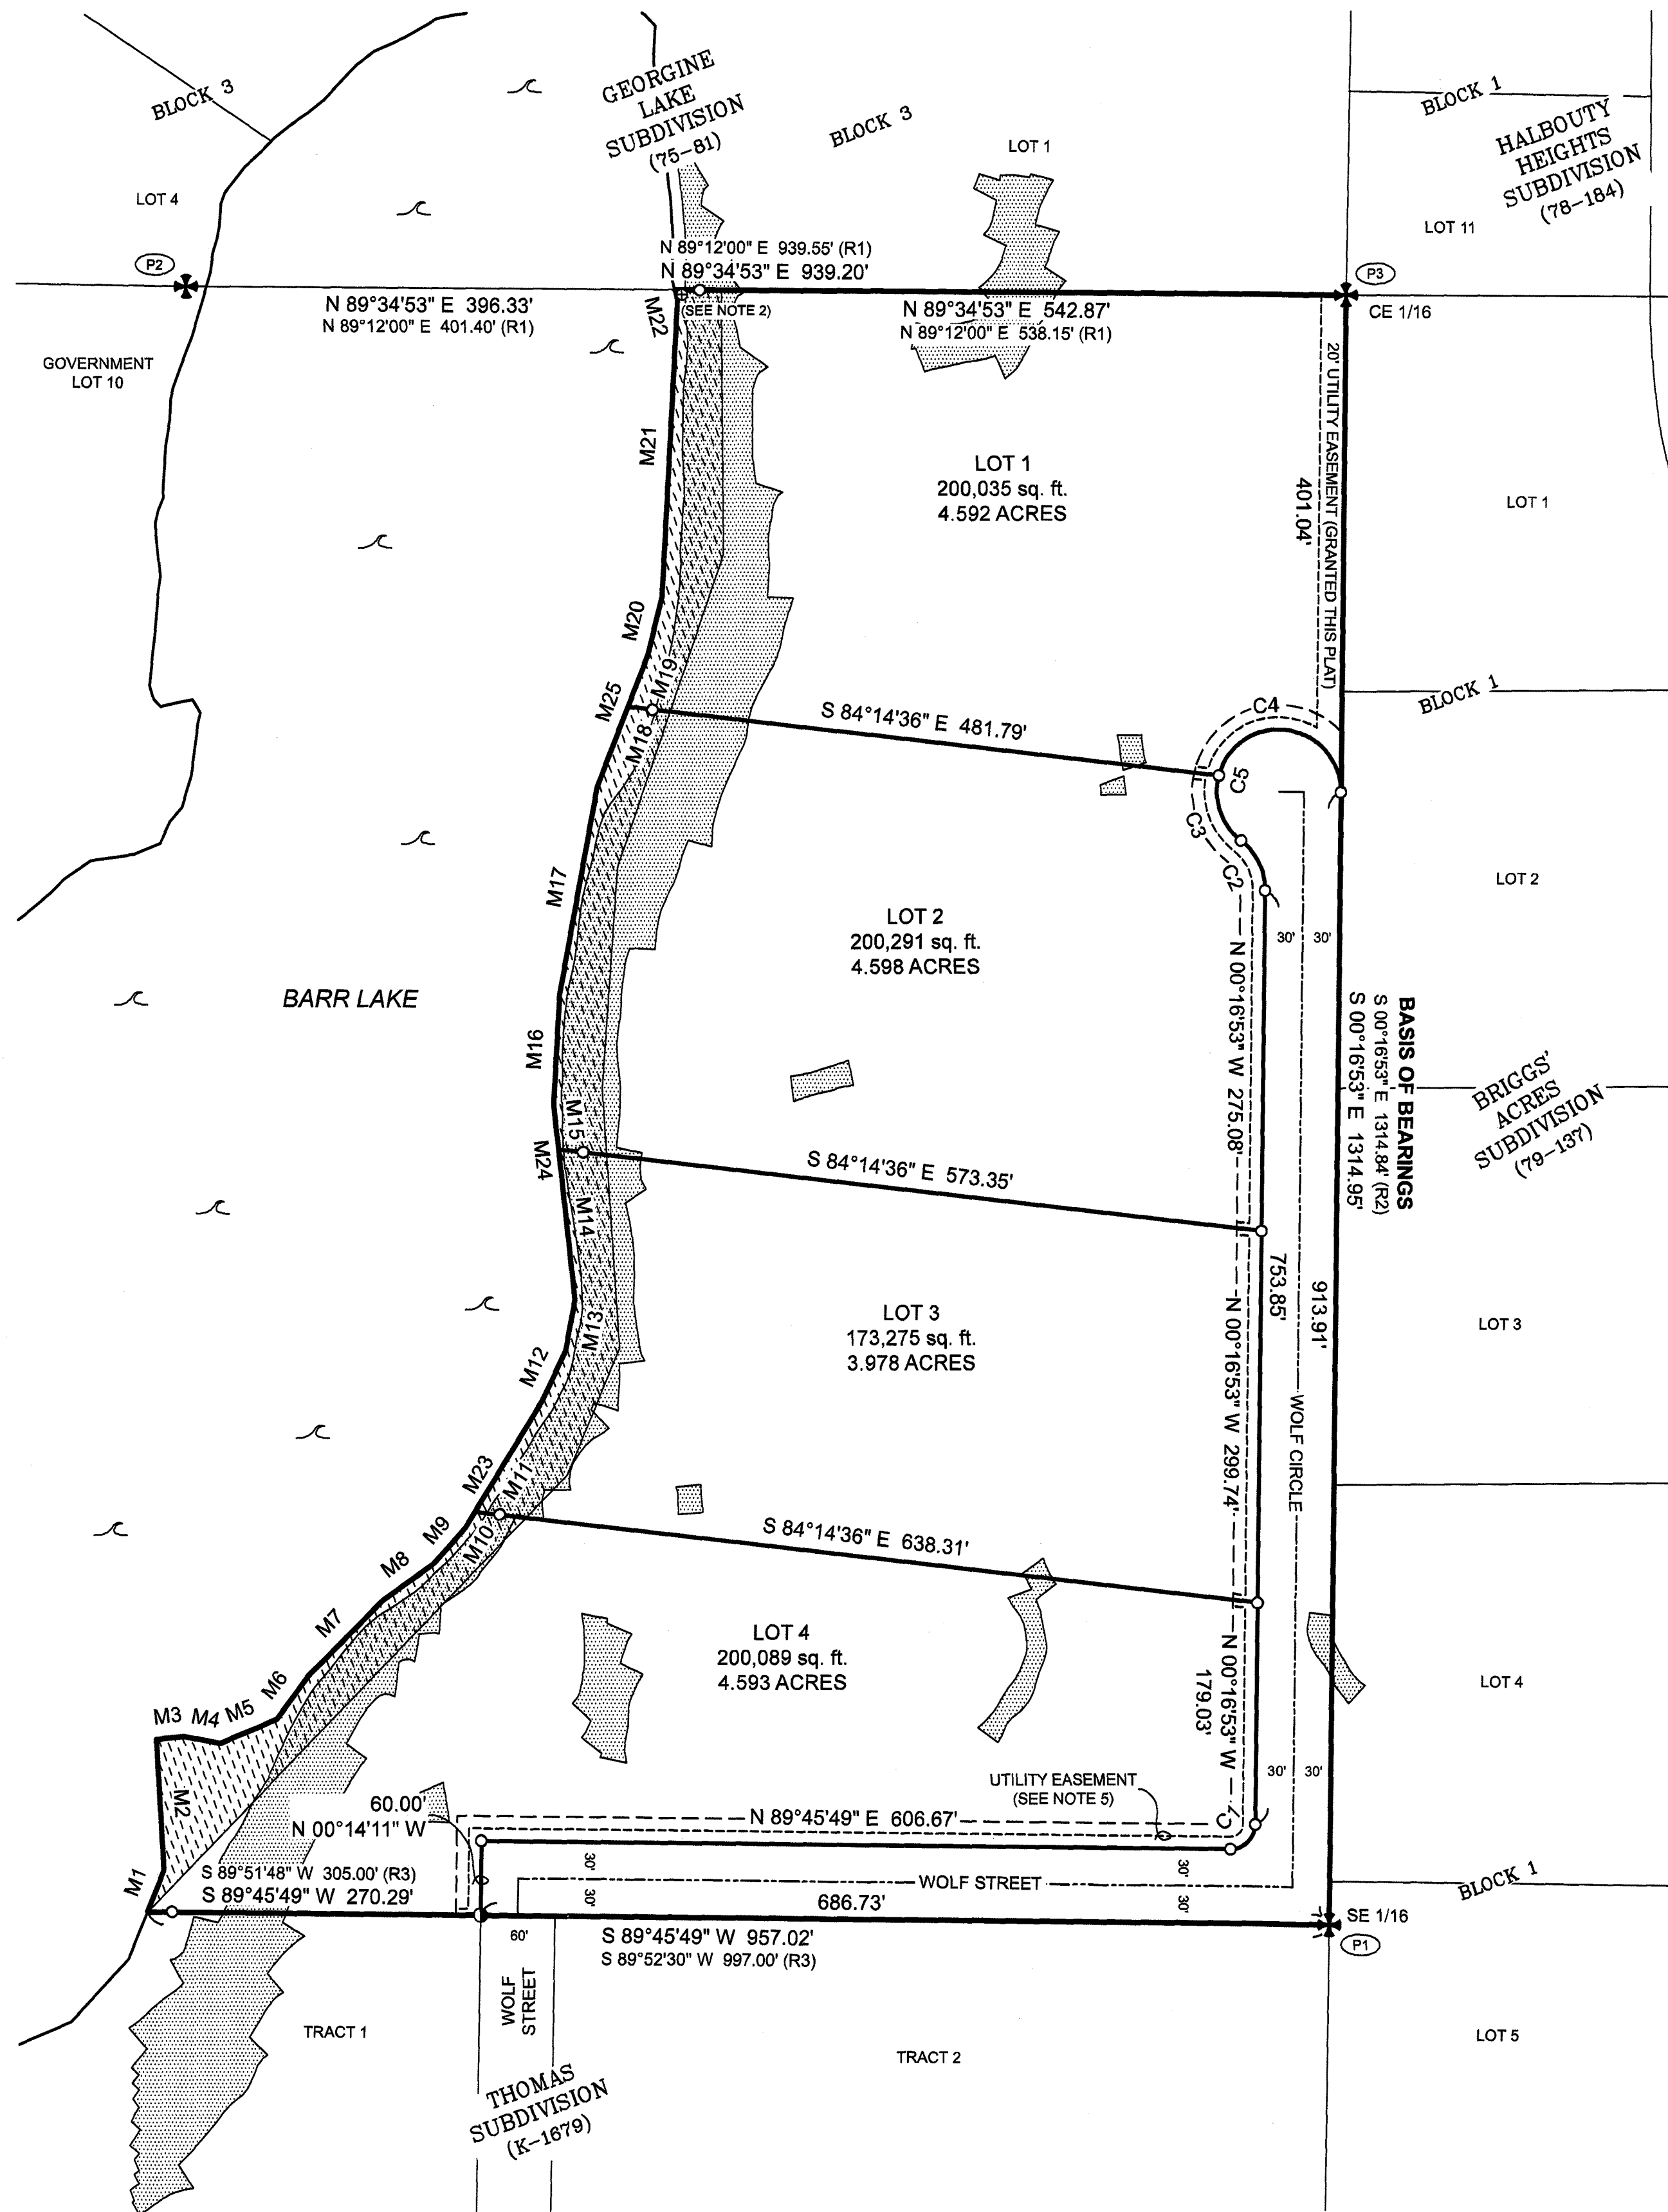 BLOCK 3
GEORGINE
LAKE
SUBDIVISION
(75-81)
BLOCK 3
LOT 1
BLOCK 1
HALBOUTY
HEIGHTS
SUBDIVISION
(78-184)
LOT 4
LOT 11
P2
N 89°12'00" E 939.55' (R1)
N 89°34'53" E 939.20'
P3
CE 1/16
N 89°34'53" E 396.33'
N 89°12'00" E 401.40' (R1)
M22
(SEE NOTE 2)
N 89°34'53" E 542.87'
N 89°12'00" E 538.15' (R1)
GOVERNMENT
LOT 10
20' UTILITY EASEMENT (GRANTED THIS PLAT)
401.04'
M21
LOT 1
200,035 sq. ft.
4.592 ACRES
LOT 1
M20
M19
M25
M18
S 84°14'36" E 481.79'
C4
BLOCK 1
C5
C3
C2
M17
LOT 2
200,291 sq. ft.
4.598 ACRES
LOT 2
30'
30'
N 00°16'53" W 275.08'
BARR LAKE
BASIS OF BEARINGS
S 00°16'53" E 1314.84' (R2)
S 00°16'53" E 1314.95'
M16
BRIGGS'
ACRES
SUBDIVISION
(79-137)
M15
M24
S 84°14'36" E 573.35'
M14
753.85'
913.91'
M13
N 00°16'53" W 299.74'
LOT 3
173,275 sq. ft.
3.978 ACRES
LOT 3
M12
WOLF CIRCLE
M23
M11
M10
M9
S 84°14'36" E 638.31'
M8
M7
LOT 4
200,089 sq. ft.
4.593 ACRES
N 00°16'53" W
179.03'
LOT 4
M6
M5
M4
M3
M2
M1
30'
30'
UTILITY EASEMENT
(SEE NOTE 5)
60.00'
N 00°14'11" W
N 89°45'49" E 606.67'
C1
S 89°51'48" W 305.00' (R3)
S 89°45'49" W 270.29'
30'
30'
WOLF STREET
30'
30'
BLOCK 1
686.73'
SE 1/16
P1
60'
S 89°45'49" W 957.02'
S 89°52'30" W 997.00' (R3)
WOLF
STREET
TRACT 1
TRACT 2
LOT 5
THOMAS
SUBDIVISION
(K-1679)